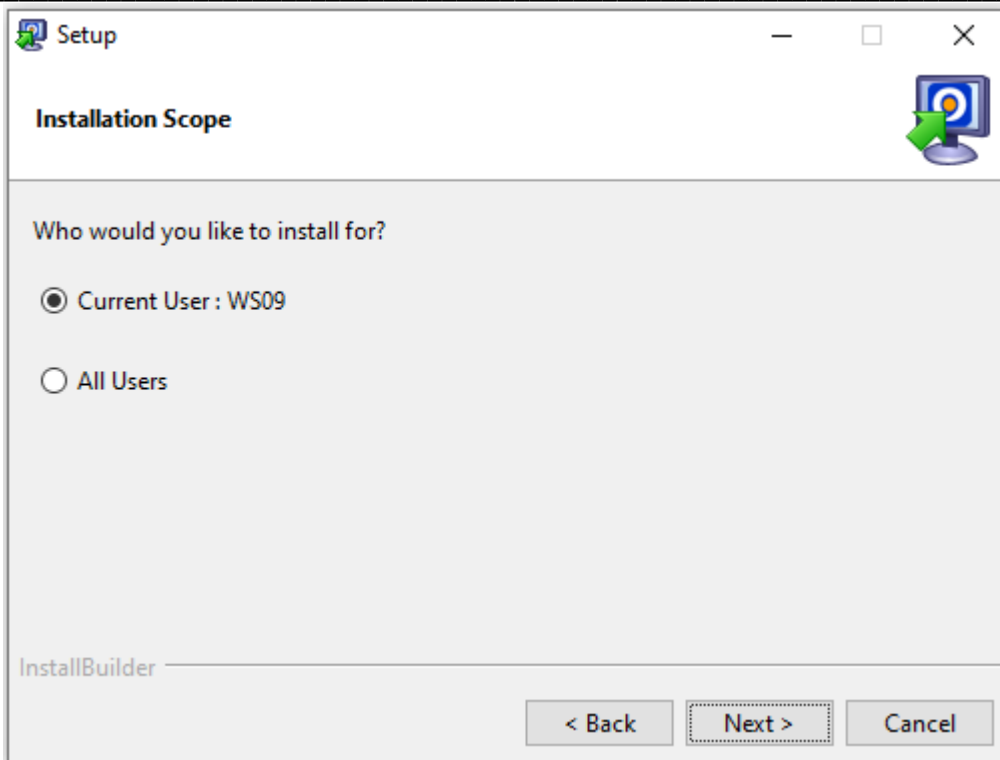 Setup
Installation Scope
Who would you like to install for?
Current User : WS09
All Users
InstallBuilder
< Back Next > Cancel